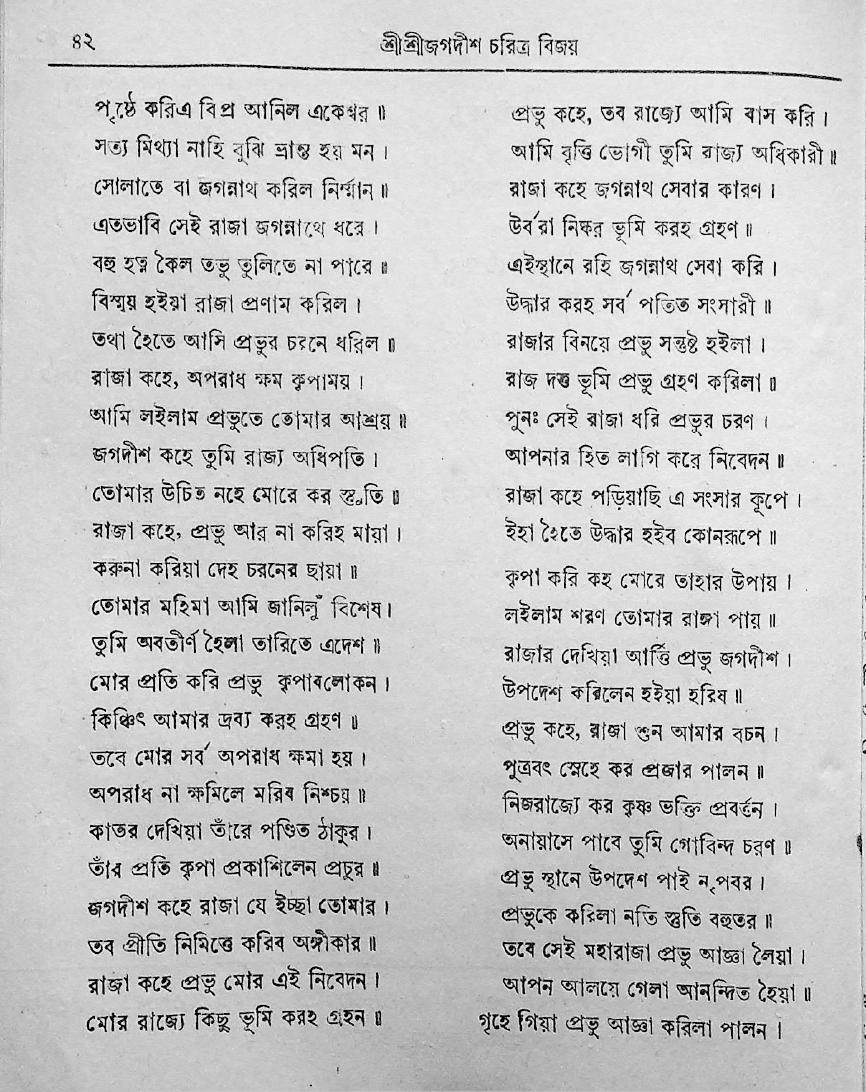 ৪২
শ্রীশ্রীজগদীশ চরিত্র বিজয়
পৃষ্ঠে করিএ বিপ্র আনিল একেশ্বর ॥
সত্য মিথ্যা নাহি বুঝি ভ্রান্ত হয় মন ।
সোলাতে বা জগন্নাথ করিল নির্ম্মান ॥
এতভাবি সেই রাজা জগন্নাথে ধরে ।
বহু হত্ন কৈল তভু তুলিতে না পারে ॥
বিস্ময় হইয়া রাজা প্রণাম করিল ।
তথা হৈতে আসি প্রভুর চরনে ধরিল ॥
রাজা কহে, অপরাধ ক্ষম কৃপাময় ।
আমি লইলাম প্রভুতে তোমার আশ্রয় ॥
জগদীশ কহে তুমি রাজ্য অধিপতি ।
তোমার উচিত নহে মোরে কর স্তুতি ॥
রাজা কহে, প্রভু আর না করিহ মায়া ।
করুনা করিয়া দেহ চরনের ছায়া ॥
তোমার মহিমা আমি জানিলুঁ বিশেষ ।
তুমি অবতীর্ণ হৈলা তারিতে এদেশ ॥
মোর প্রতি করি প্রভু কৃপাবলোকন ।
কিঞ্চিৎ আমার দ্রব্য করহ গ্রহণ ॥
তবে মোর সর্ব অপরাধ ক্ষমা হয় ।
অপরাধ না ক্ষমিলে মরিব নিশ্চয় ॥
কাতর দেখিয়া তাঁরে পণ্ডিত ঠাকুর ।
তাঁর প্রতি কৃপা প্রকাশিলেন প্রচুর ॥
জগদীশ কহে রাজা যে ইচ্ছা তোমার ।
তব প্রীতি নিমিত্তে করিব অঙ্গীকার ॥
রাজা কহে প্রভু মোর এই নিবেদন ।
মোর রাজ্যে কিছু ভূমি করহ গ্রহন ॥
প্রভু কহে, তব রাজ্যে আমি বাস করি ।
আমি বৃত্তি ভোগী তুমি রাজ্য অধিকারী ॥
রাজা কহে জগন্নাথ সেবার কারণ ।
উর্বরা নিষ্কর ভূমি করহ গ্রহণ ॥
এইস্থানে রহি জগন্নাথ সেবা করি ।
উদ্ধার করহ সর্ব পতিত সংসারী ॥
রাজার বিনয়ে প্রভু সন্তুষ্ট হইলা ।
রাজ দত্ত ভূমি প্রভু গ্রহণ করিলা ॥
পুনঃ সেই রাজা ধরি প্রভুর চরণ ।
আপনার হিত লাগি করে নিবেদন ॥
রাজা কহে পড়িয়াছি এ সংসার কূপে ।
ইহা হৈতে উদ্ধার হইব কোনরূপে ॥
কৃপা করি কহ মোরে তাহার উপায় ।
লইলাম শরণ তোমার রাঙ্গা পায় ॥
রাজার দেখিয়া আর্ত্তি প্রভু জগদীশ ।
উপদেশ করিলেন হইয়া হরিষ ॥
প্রভু কহে, রাজা শুন আমার বচন ।
পুত্রবৎ স্নেহে কর প্রজার পালন ॥
নিজরাজ্যে কর কৃষ্ণ ভক্তি প্রবর্ত্তন ।
অনায়াসে পাবে তুমি গোবিন্দ চরণ ॥
প্রভু স্থানে উপদেশ পাই নৃপবর ।
প্রভুকে করিলা নতি স্তুতি বহুতর ॥
তবে সেই মহারাজা প্রভু আজ্ঞা লৈয়া ।
আপন আলয়ে গেলা আনন্দিত হৈয়া ॥
গৃহে গিয়া প্রভু আজ্ঞা করিলা পালন ।